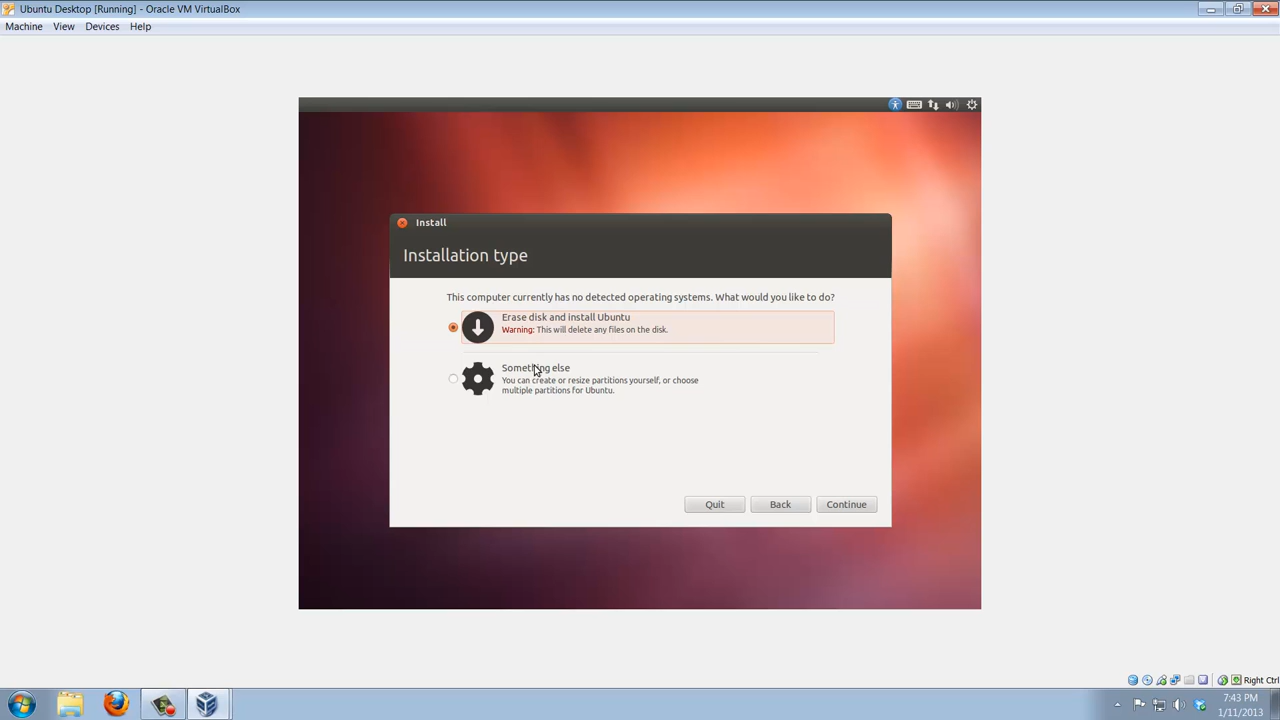 Ubuntu Desktop [Running] - Oracle VM VirtualBox
Machine View Devices Help
Install
Installation type
This computer currently has no detected operating systems. What would you like to do?
Erase disk and install Ubuntu
Warning: This will delete any files on the disk.
Something else
You can create or resize partitions yourself, or choose
multiple partitions for Ubuntu.
Quit Back Continue
Right Ctrl
7:43 PM
1/11/2013